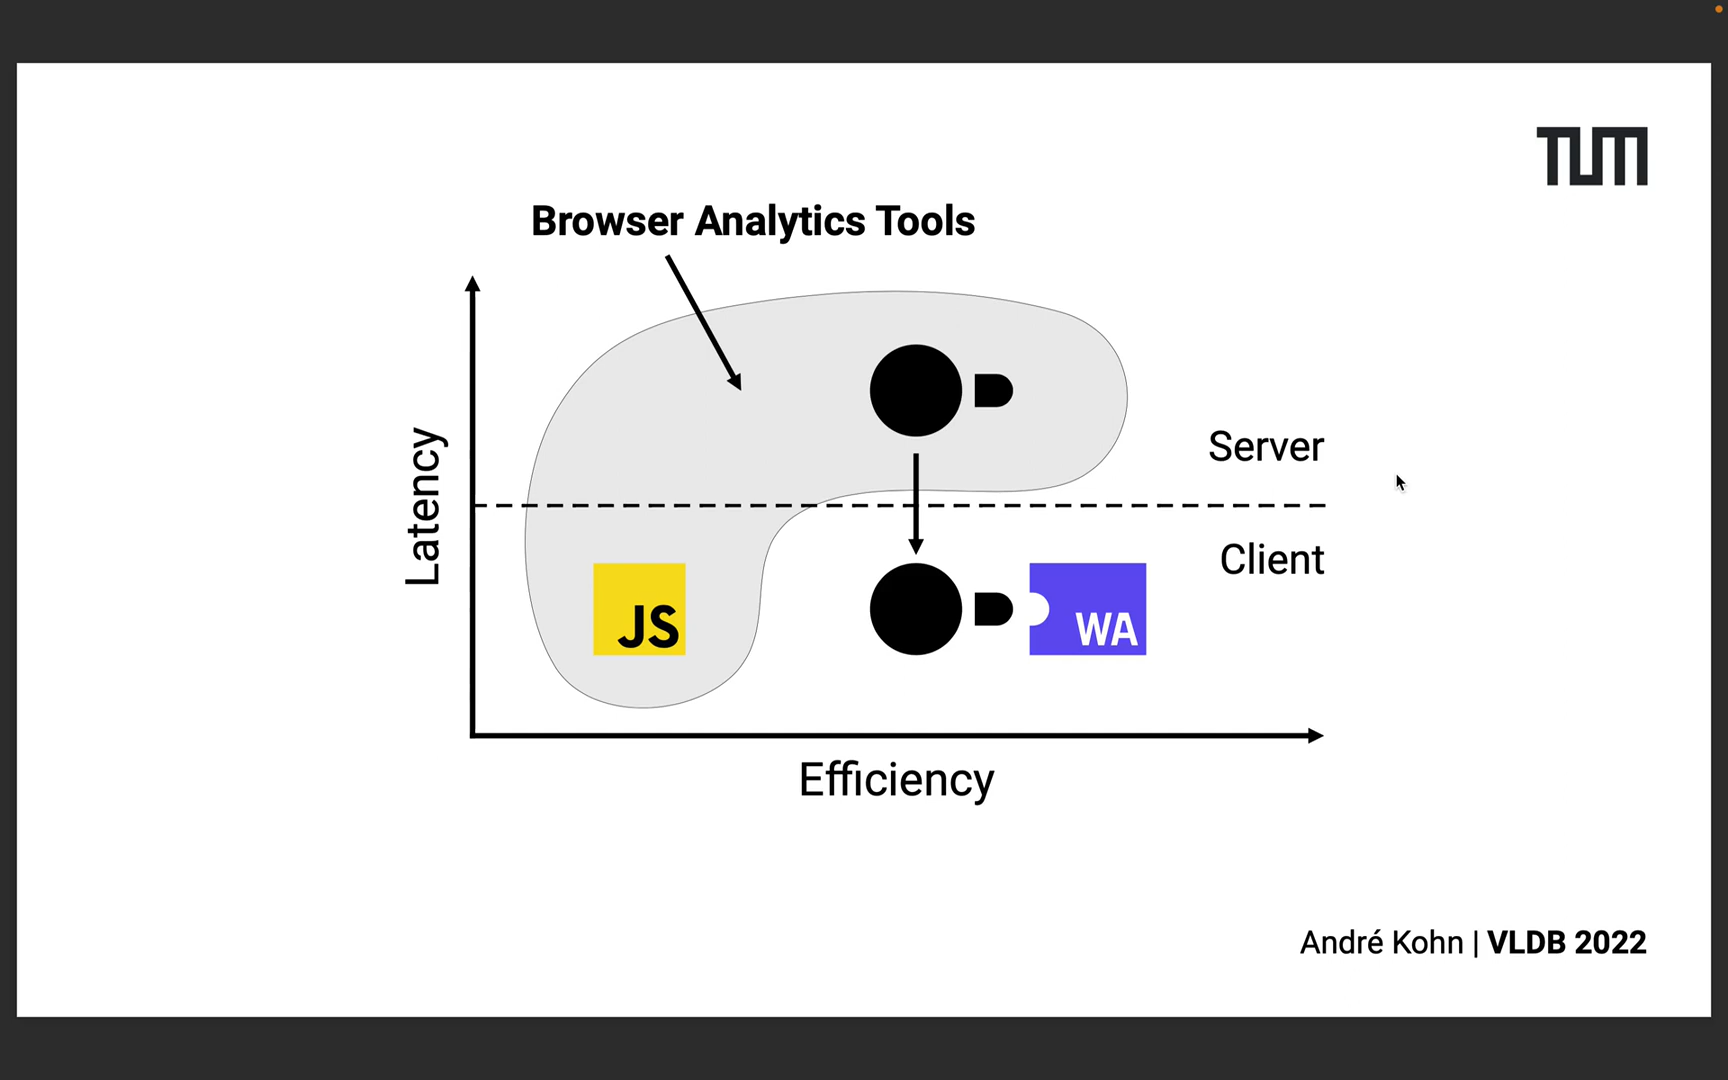 TUM
Browser Analytics Tools
Latency
Server
Client
JS
WA
Efficiency
André Kohn | VLDB 2022